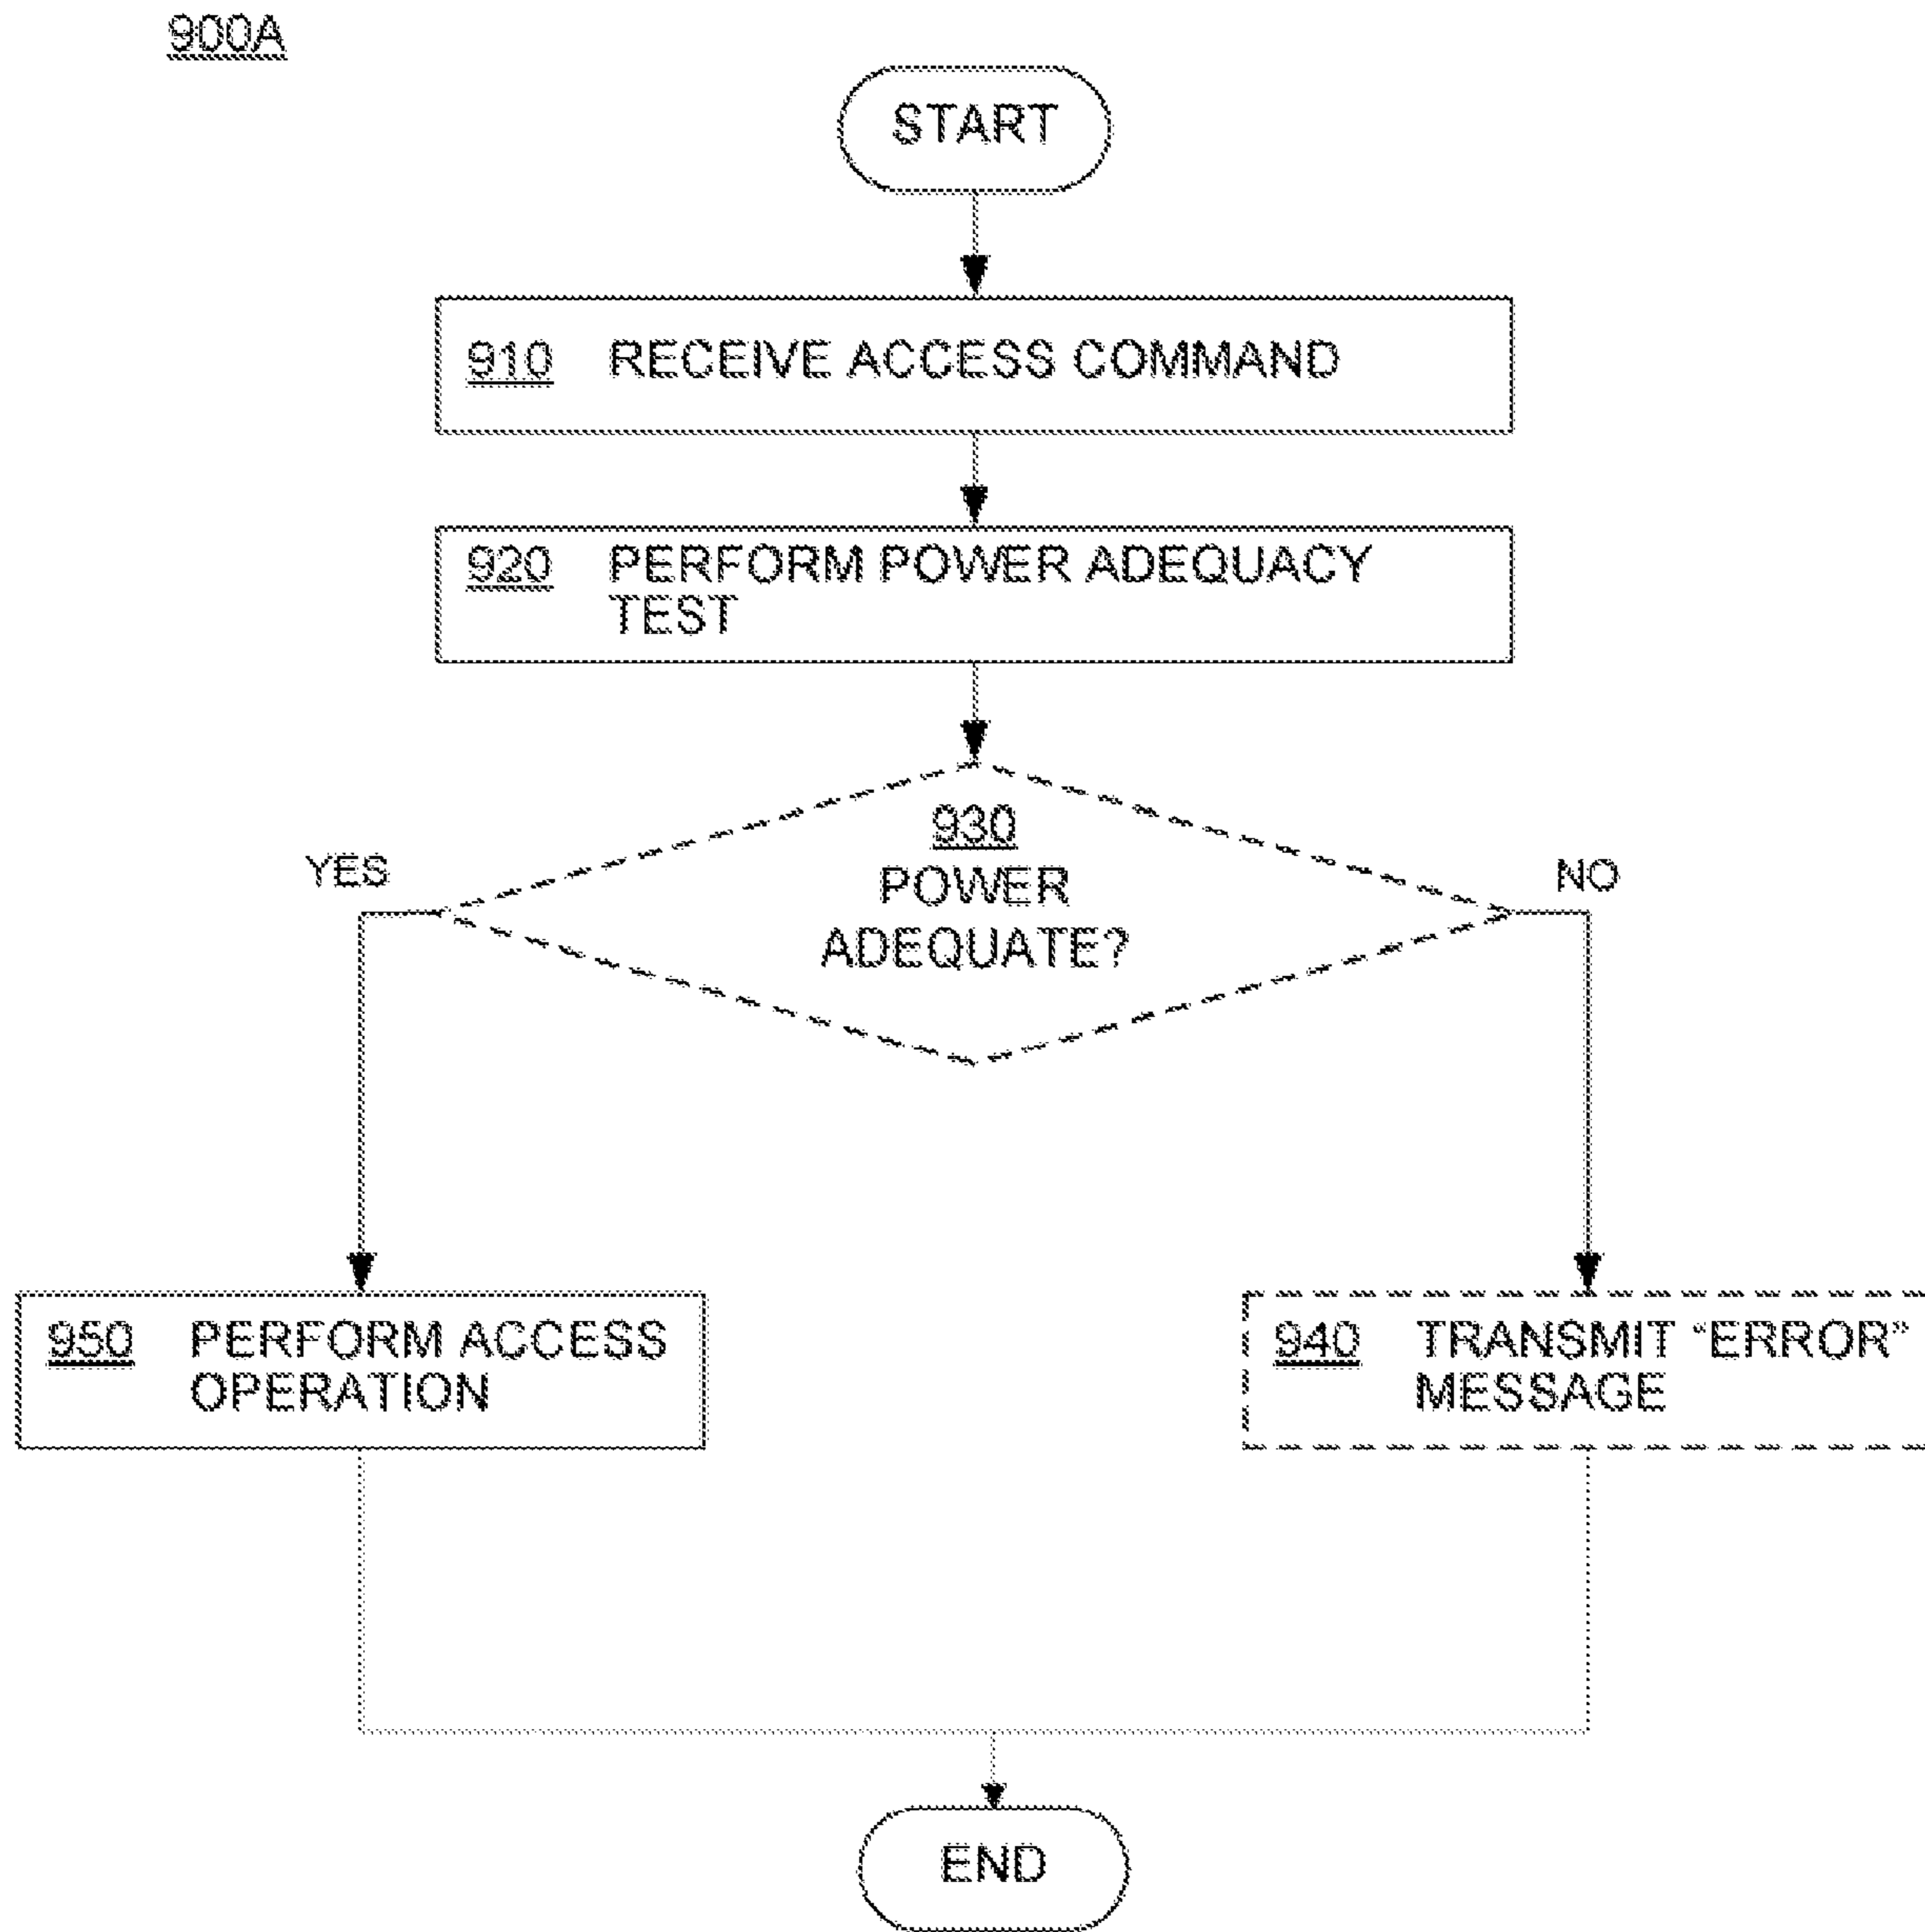 900A
START
910 RECEIVE ACCESS COMMAND
920 PERFORM POWER ADEQUACY
TEST
930
POWER
ADEQUATE?
YES
NO
950 PERFORM ACCESS
OPERATION
940 TRANSMIT “ERROR”
MESSAGE
END